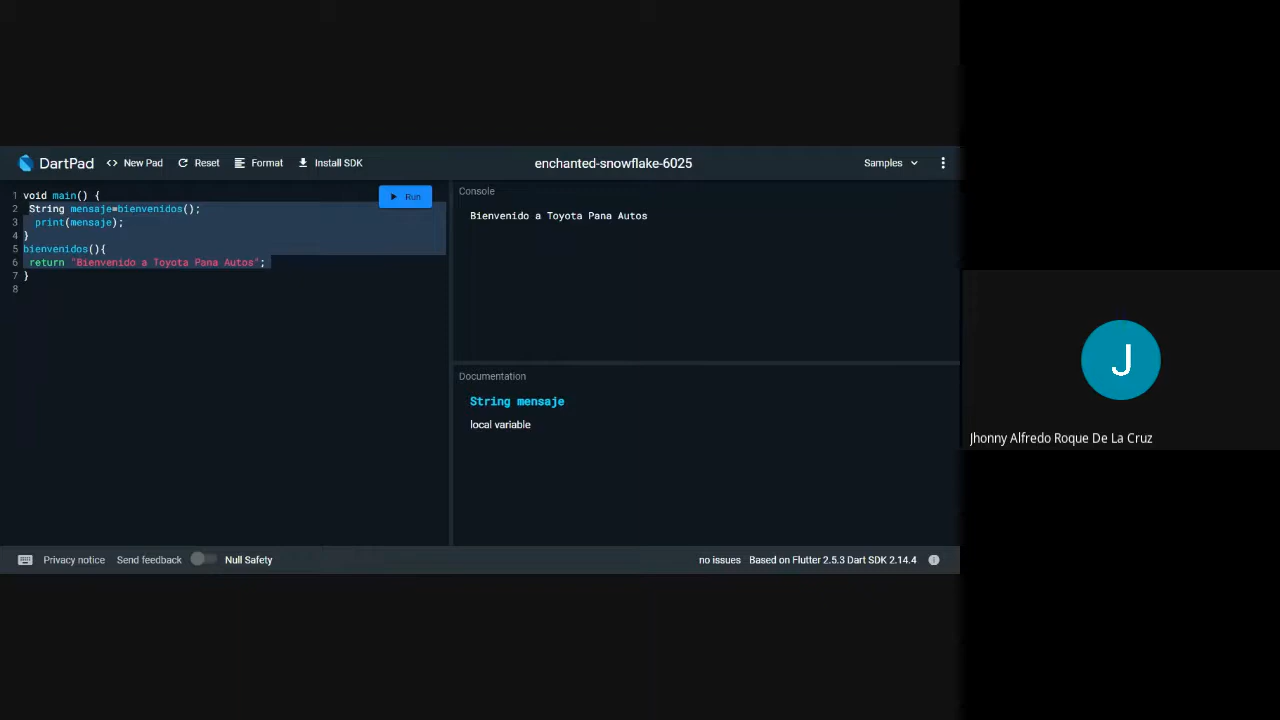 DartPad <> New Pad Reset Format Install SDK enchanted-snowflake-6025 Samples
1 void main() {
2 String mensaje=bienvenidos();
3 print(mensaje);
4 }
5 bienvenidos(){
6 return "Bienvenido a Toyota Pana Autos";
7 }
8
Run
Console
Bienvenido a Toyota Pana Autos
Documentation
String mensaje
local variable
J
Jhonny Alfredo Roque De La Cruz
Privacy notice Send feedback Null Safety no issues Based on Flutter 2.5.3 Dart SDK 2.14.4